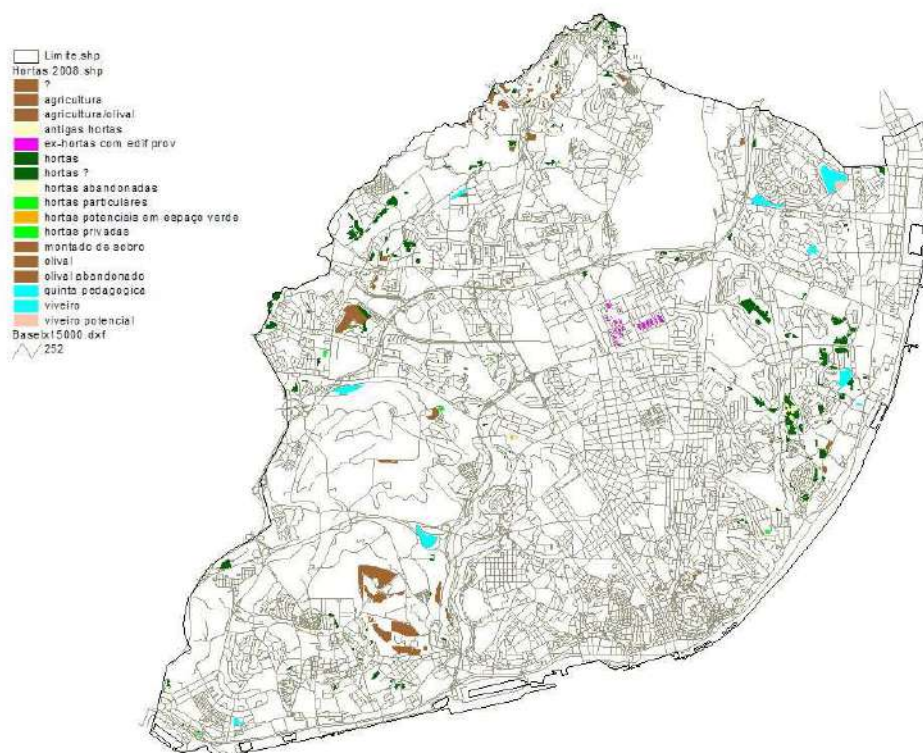 Limite.shp
Hortas 2008.shp
?
agricultura
agricultura/olival
antigas hortas
ex-hortas com edif prov
hortas
hortas ?
hortas abandonadas
hortas particulares
hortas potenciais em espaço verde
hortas privadas
montado de sobro
olival
olival abandonado
quinta pedagogica
viveiro
viveiro potencial
Baselx15000.dxf
252